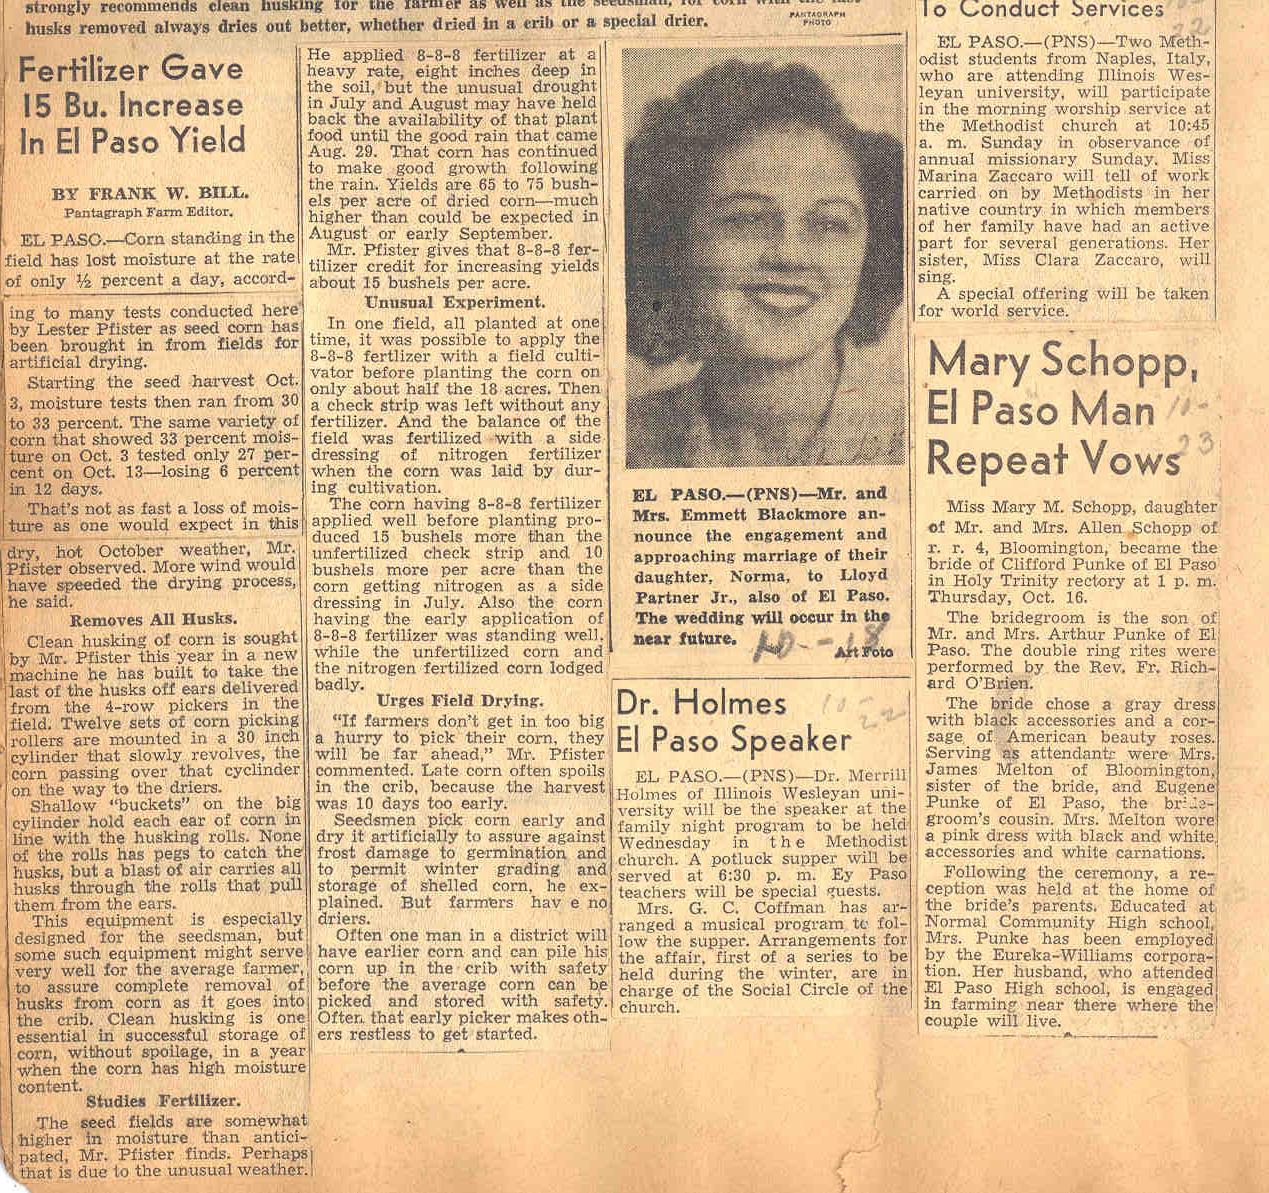 strongly recommends clean husking for the farmer as well as the seedsman, for corn with the last
husks removed always dries out better, whether dried in a crib or a special drier.
PANTAGRAPH
PHOTO
Fertilizer Gave
15 Bu. Increase
In El Paso Yield
BY FRANK W. BILL.
Pantagraph Farm Editor.
EL PASO.—Corn standing in the
field has lost moisture at the rate
of only ½ percent a day, accord-
ing to many tests conducted here
by Lester Pfister as seed corn has
been brought in from fields for
artificial drying.
Starting the seed harvest Oct.
3, moisture tests then ran from 30
to 33 percent. The same variety of
corn that showed 33 percent mois-
ture on Oct. 3 tested only 27 per-
cent on Oct. 13—losing 6 percent
in 12 days.
That's not as fast a loss of mois-
ture as one would expect in this
dry, hot October weather, Mr.
Pfister observed. More wind would
have speeded the drying process,
he said.
Removes All Husks.
Clean husking of corn is sought
by Mr. Pfister this year in a new
machine he has built to take the
last of the husks off ears delivered
from the 4-row pickers in the
field. Twelve sets of corn picking
rollers are mounted in a 30 inch
cylinder that slowly revolves, the
corn passing over that cyclinder
on the way to the driers.
Shallow "buckets" on the big
cylinder hold each ear of corn in
line with the husking rolls. None
of the rolls has pegs to catch the
husks, but a blast of air carries all
husks through the rolls that pull
them from the ears.
This equipment is especially
designed for the seedsman, but
some such equipment might serve
very well for the average farmer,
to assure complete removal of
husks from corn as it goes into
the crib. Clean husking is one
essential in successful storage of
corn, without spoilage, in a year
when the corn has high moisture
content.
Studies Fertilizer.
The seed fields are somewhat
higher in moisture than antici-
pated, Mr. Pfister finds. Perhaps
that is due to the unusual weather.
He applied 8-8-8 fertilizer at a
heavy rate, eight inches deep in
the soil, but the unusual drought
in July and August may have held
back the availability of that plant
food until the good rain that came
Aug. 29. That corn has continued
to make good growth following
the rain. Yields are 65 to 75 bush-
els per acre of dried corn—much
higher than could be expected in
August or early September.
Mr. Pfister gives that 8-8-8 fer-
tilizer credit for increasing yields
about 15 bushels per acre.
Unusual Experiment.
In one field, all planted at one
time, it was possible to apply the
8-8-8 fertlizer with a field culti-
vator before planting the corn on
only about half the 18 acres. Then
a check strip was left without any
fertilizer. And the balance of the
field was fertilized with a side
dressing of nitrogen fertilizer
when the corn was laid by dur-
ing cultivation.
The corn having 8-8-8 fertilizer
applied well before planting pro-
duced 15 bushels more than the
unfertilized check strip and 10
bushels more per acre than the
corn getting nitrogen as a side
dressing in July. Also the corn
having the early application of
8-8-8 fertilizer was standing well,
while the unfertilized corn and
the nitrogen fertilized corn lodged
badly.
Urges Field Drying.
"If farmers don't get in too big
a hurry to pick their corn, they
will be far ahead," Mr. Pfister
commented. Late corn often spoils
in the crib, because the harvest
was 10 days too early.
Seedsmen pick corn early and
dry it artificially to assure against
frost damage to germination and
to permit winter grading and
storage of shelled corn, he ex-
plained. But farmers hav e no
driers.
Often one man in a district will
have earlier corn and can pile his
corn up in the crib with safety
before the average corn can be
picked and stored with safety.
Often that early picker makes oth-
ers restless to get started.
EL PASO.—(PNS)—Mr. and
Mrs. Emmett Blackmore an-
nounce the engagement and
approaching marriage of their
daughter, Norma, to Lloyd
Partner Jr., also of El Paso.
The wedding will occur in the
near future.
10--18
Art Foto
Dr. Holmes
El Paso Speaker
10-
22
EL PASO.—(PNS)—Dr. Merrill
Holmes of Illinois Wesleyan uni-
versity will be the speaker at the
family night program to be held
Wednesday in the Methodist
church. A potluck supper will be
served at 6:30 p. m. Ey Paso
teachers will be special guests.
Mrs. G. C. Coffman has ar-
ranged a musical program to fol-
low the supper. Arrangements for
the affair, first of a series to be
held during the winter, are in
charge of the Social Circle of the
church.
To Conduct Services
22
EL PASO.—(PNS)—Two Meth-
odist students from Naples, Italy,
who are attending Illinois Wes-
leyan university, will participate
in the morning worship service at
the Methodist church at 10:45
a. m. Sunday in observance of
annual missionary Sunday. Miss
Marina Zaccaro will tell of work
carried on by Methodists in her
native country in which members
of her family have had an active
part for several generations. Her
sister, Miss Clara Zaccaro, will
sing.
A special offering will be taken
for world service.
Mary Schopp,
El Paso Man
Repeat Vows
10-
23
Miss Mary M. Schopp, daughter
of Mr. and Mrs. Allen Schopp of
r. r. 4, Bloomington, became the
bride of Clifford Punke of El Paso
in Holy Trinity rectory at 1 p. m.
Thursday, Oct. 16.
The bridegroom is the son of
Mr. and Mrs. Arthur Punke of El
Paso. The double ring rites were
performed by the Rev. Fr. Rich-
ard O'Brien.
The bride chose a gray dress
with black accessories and a cor-
sage of American beauty roses.
Serving as attendants were Mrs.
James Melton of Bloomington,
sister of the bride, and Eugene
Punke of El Paso, the bride-
groom's cousin. Mrs. Melton wore
a pink dress with black and white
accessories and white carnations.
Following the ceremony, a re-
ception was held at the home of
the bride's parents. Educated at
Normal Community High school,
Mrs. Punke has been employed
by the Eureka-Williams corpora-
tion. Her husband, who attended
El Paso High school, is engaged
in farming near there where the
couple will live.